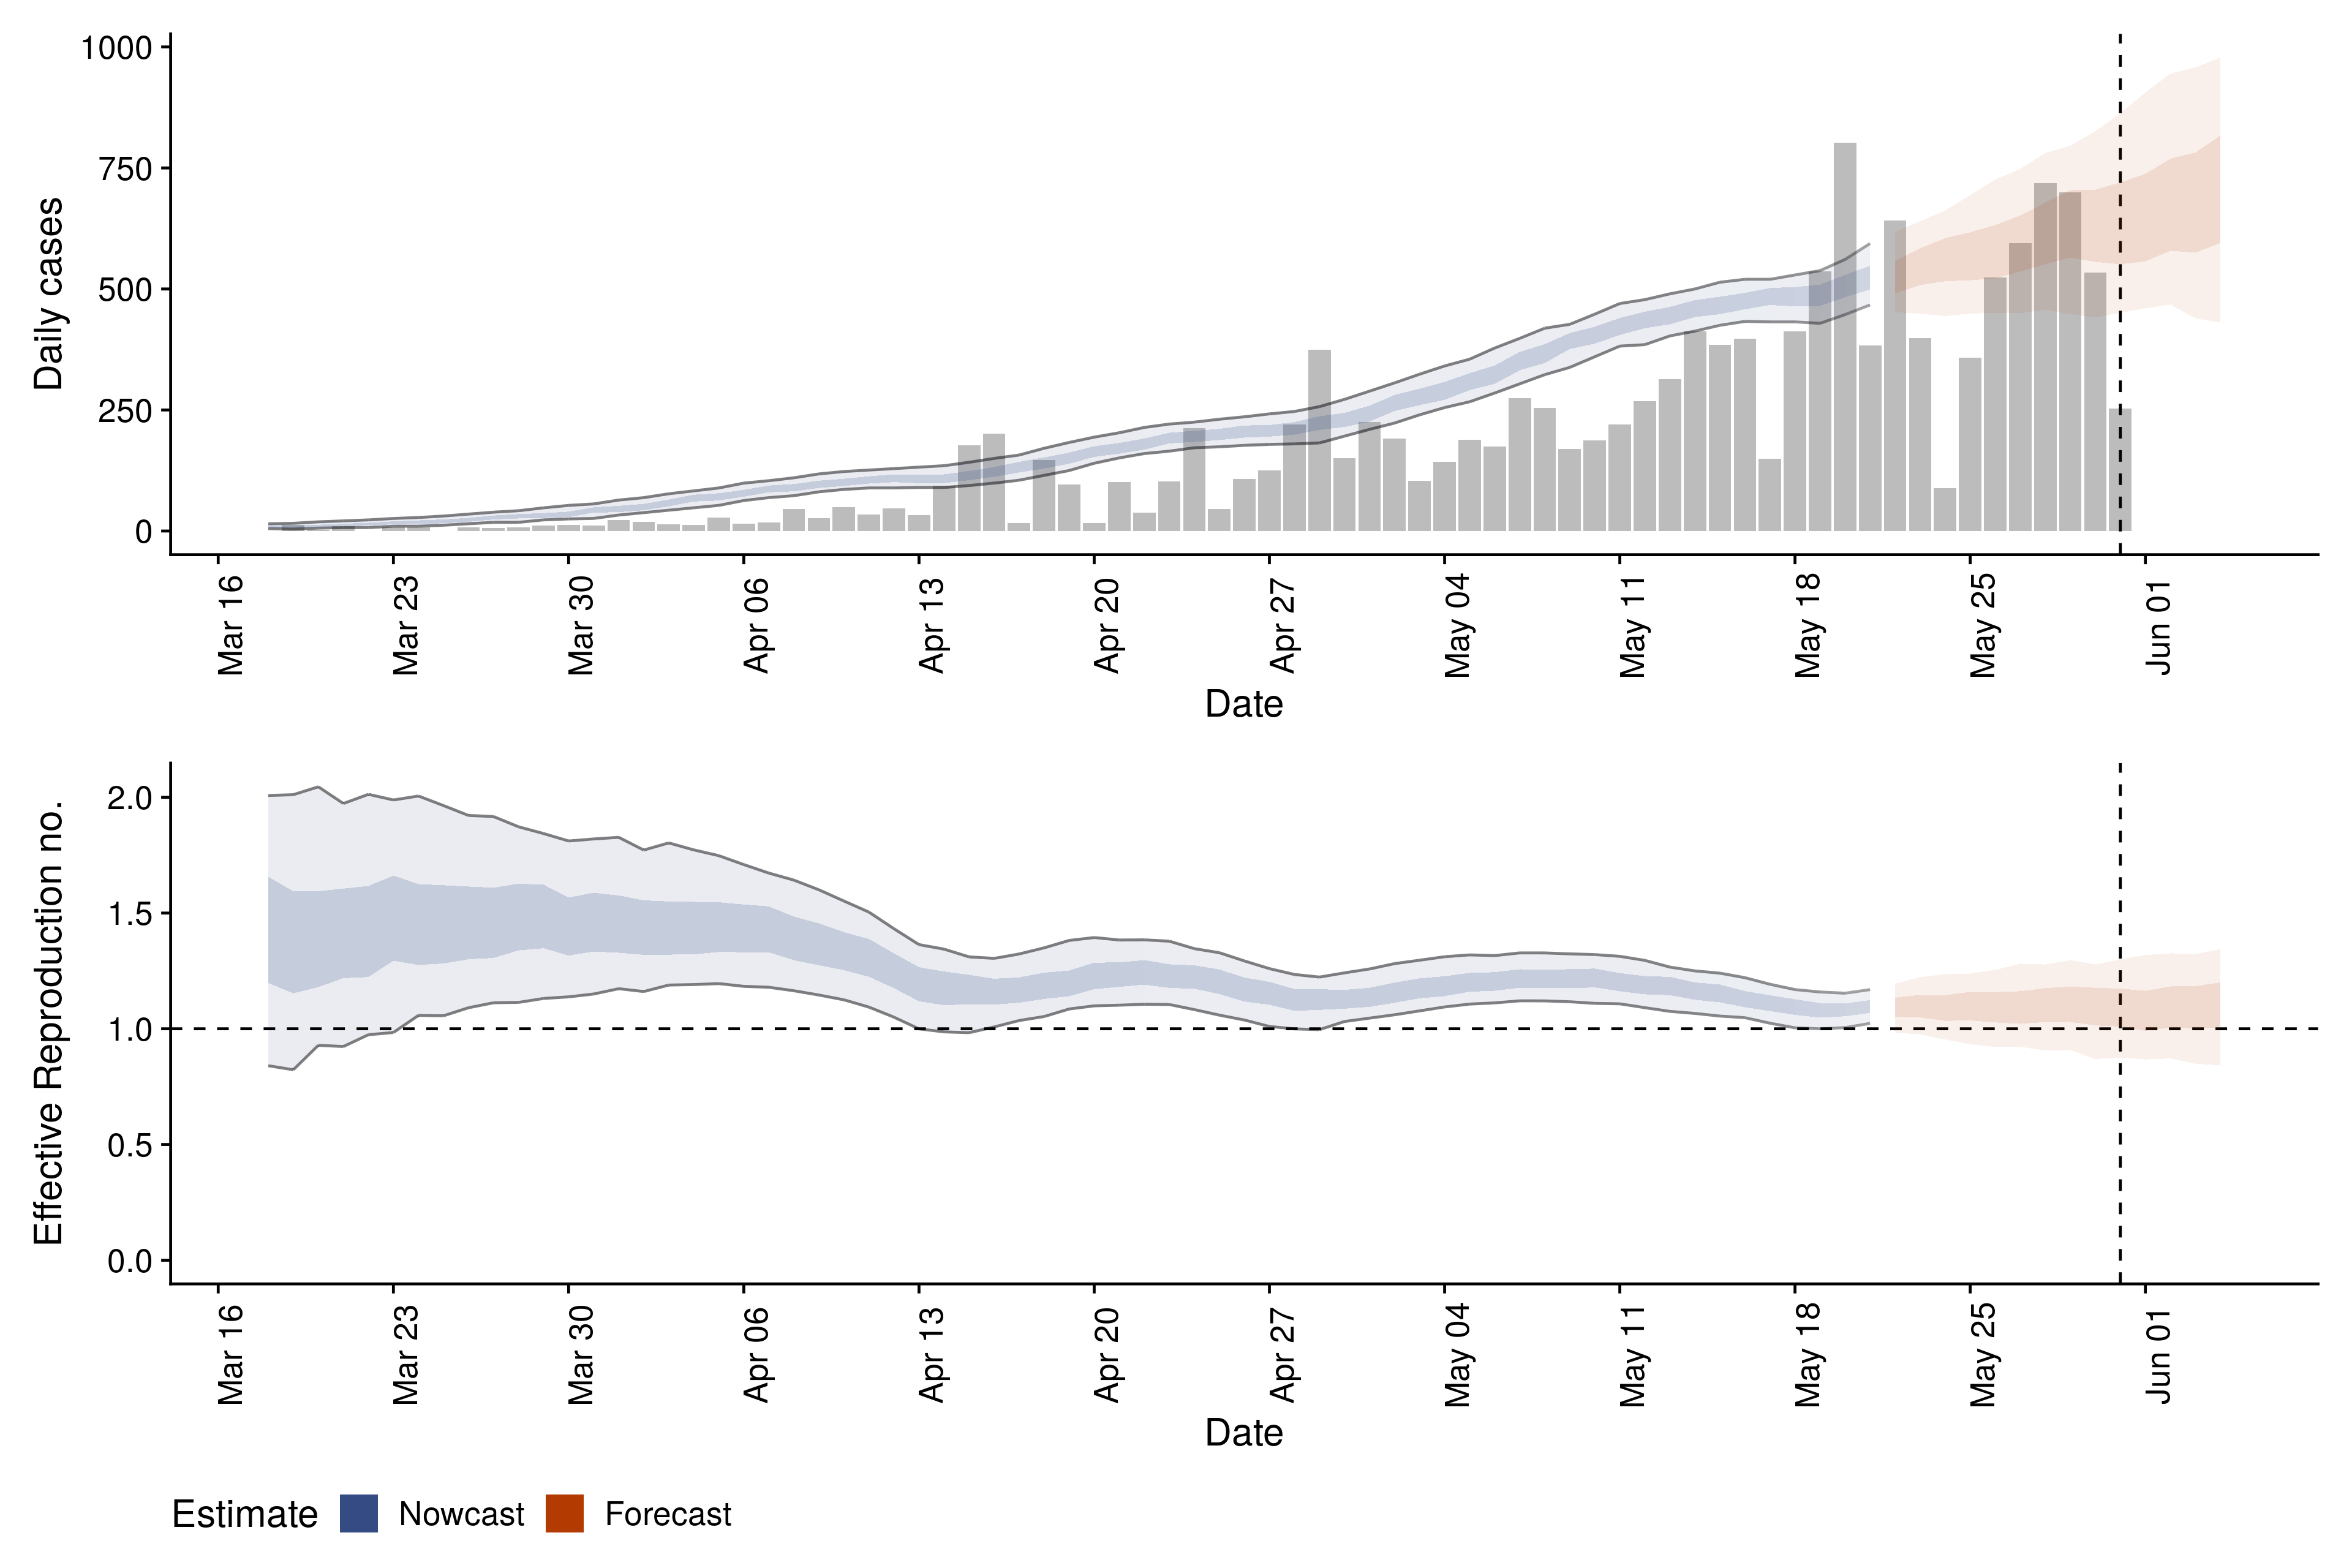 1000
750
500
250
0
Daily cases
Mar 16
Mar 23
Mar 30
Apr 06
Apr 13
Apr 20
Apr 27
May 04
May 11
May 18
May 25
Jun 01
Date
2.0
1.5
1.0
0.5
0.0
Effective Reproduction no.
Mar 16
Mar 23
Mar 30
Apr 06
Apr 13
Apr 20
Apr 27
May 04
May 11
May 18
May 25
Jun 01
Date
Estimate Nowcast Forecast